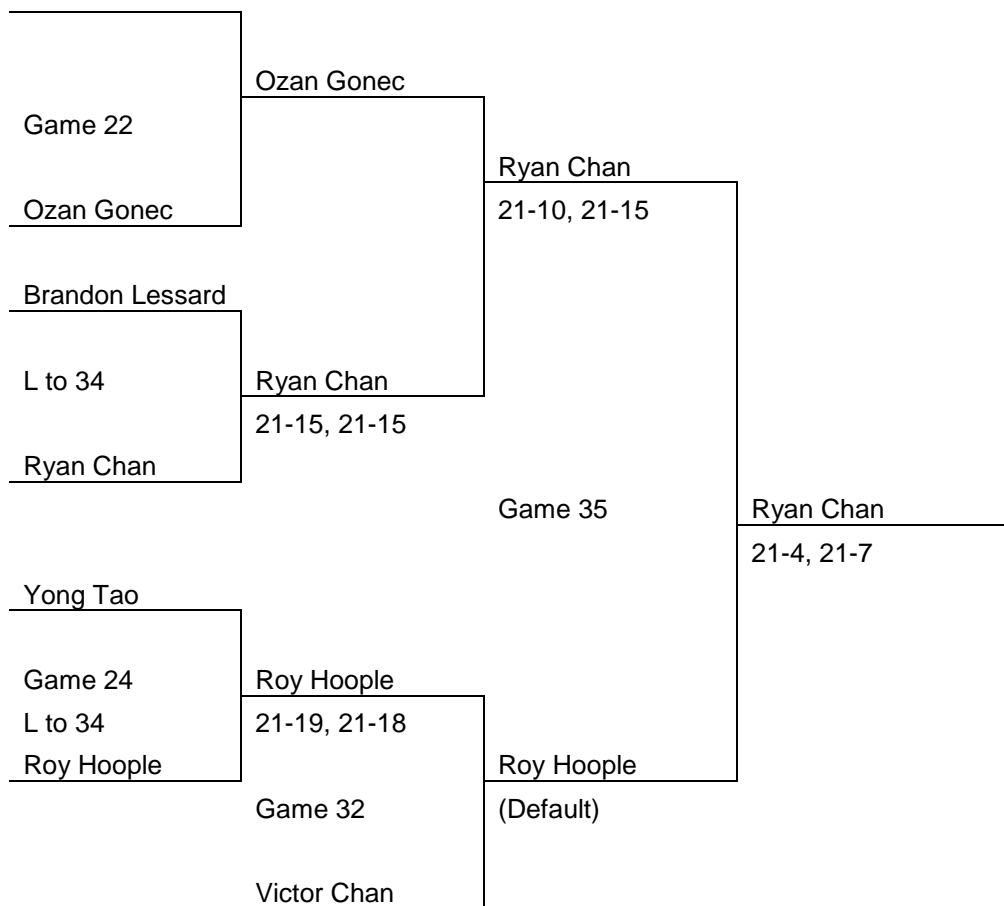 Ozan Gonec
Game 22
Ryan Chan
Ozan Gonec
21-10, 21-15
Brandon Lessard
L to 34
Ryan Chan
21-15, 21-15
Ryan Chan
Game 35
Ryan Chan
21-4, 21-7
Yong Tao
Game 24
Roy Hoople
L to 34
21-19, 21-18
Roy Hoople
Roy Hoople
Game 32
(Default)
Victor Chan